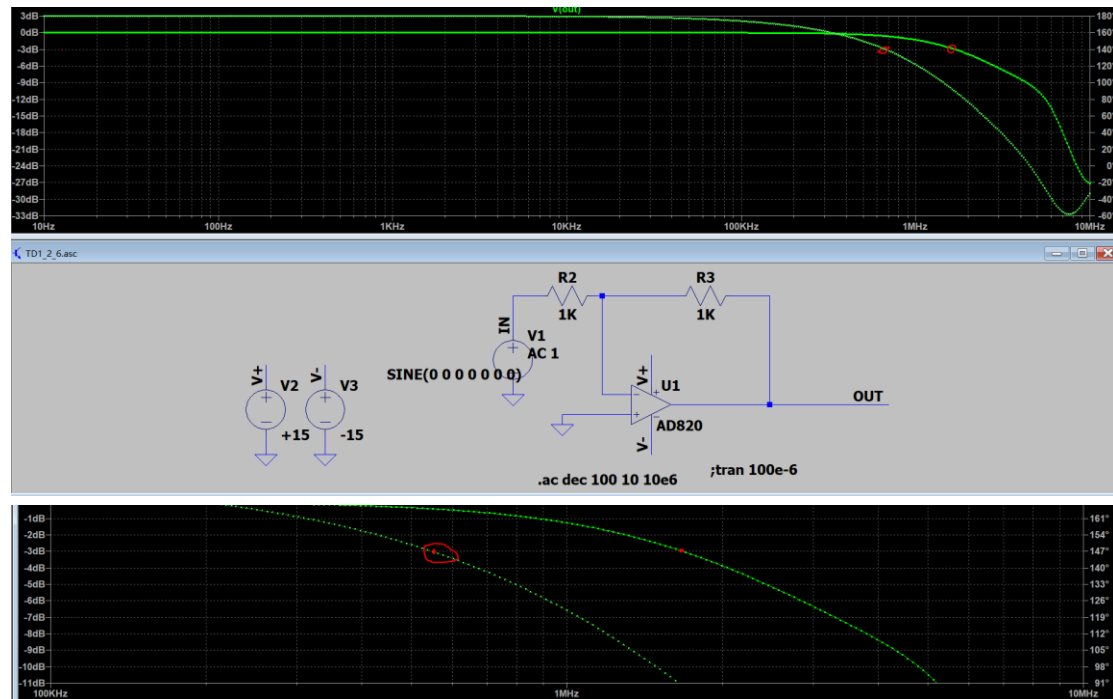 V(out)
3dB
0dB
-3dB
-6dB
-9dB
-12dB
-15dB
-18dB
-21dB
-24dB
-27dB
-30dB
-33dB
180°
160°
140°
120°
100°
80°
60°
40°
20°
0°
-20°
-40°
-60°
10Hz 100Hz 1KHz 10KHz 100KHz 1MHz 10MHz
TD1_2_6.asc
R2 R3
1K 1K
IN
V1
AC 1
SINE(0 0 0 0 0 0 0)
V+ V2
+15
V- V3
-15
V+
U1
AD820
V-
OUT
.ac dec 100 10 10e6
;tran 100e-6
-1dB
-2dB
-3dB
-4dB
-5dB
-6dB
-7dB
-8dB
-9dB
-10dB
-11dB
161°
154°
147°
140°
133°
126°
119°
112°
105°
98°
91°
100KHz 1MHz 10MHz